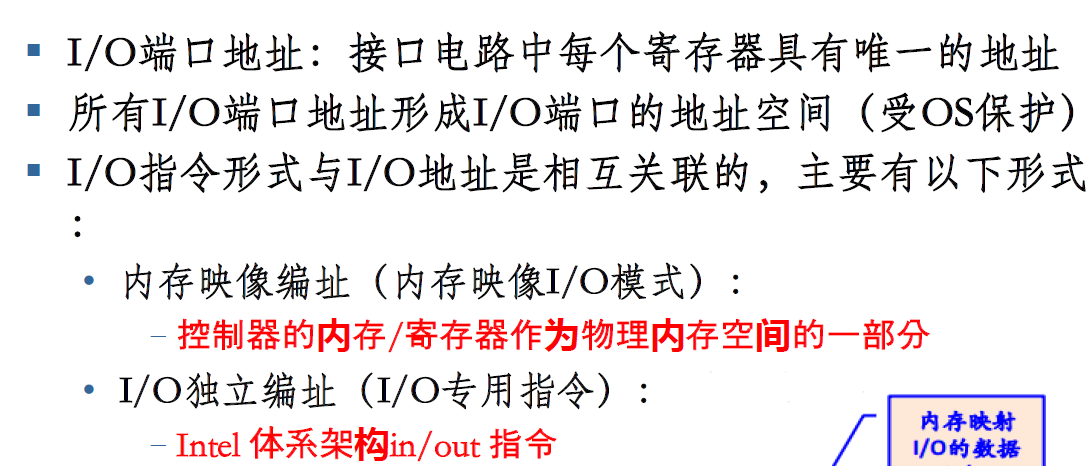 I/O端口地址：接口电路中每个寄存器具有唯一的地址
所有I/O端口地址形成I/O端口的地址空间（受OS保护）
I/O指令形式与I/O地址是相互关联的，主要有以下形式
：
内存映像编址（内存映像I/O模式）：
– 控制器的内存/寄存器作为物理内存空间的一部分
I/O独立编址（I/O专用指令）：
– Intel 体系架构in/out 指令
内存映射
I/O的数据